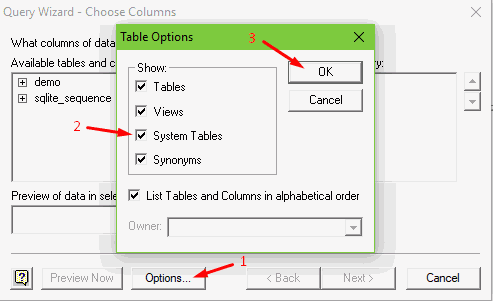 Query Wizard - Choose Columns
What columns of data
Available tables and c
ry:
demo
sqlite_sequence
Table Options
3
Show:
Tables
Views
2
System Tables
Synonyms
OK
Cancel
List Tables and Columns in alphabetical order
Owner:
Preview of data in sele
1
Preview Now
Options...
< Back
Next >
Cancel